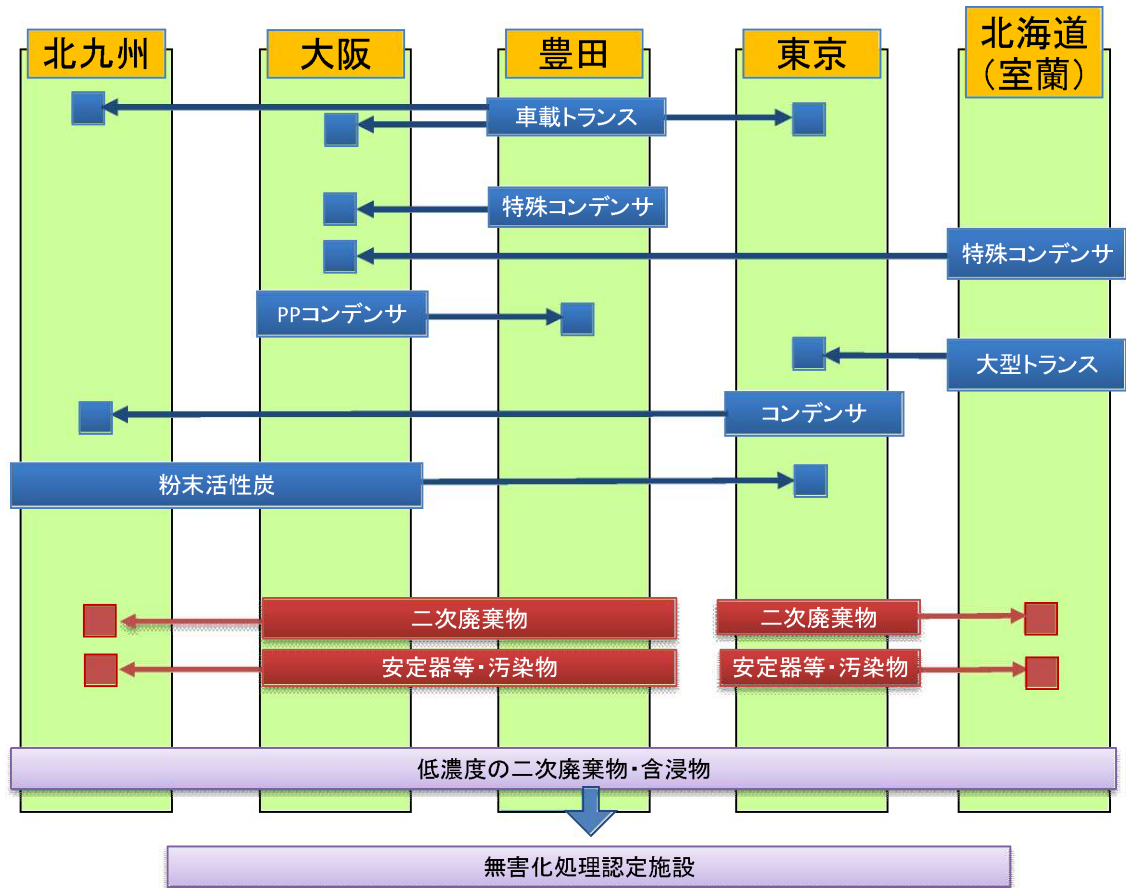 北九州
大阪
豊田
東京
北海道
（室蘭）
車載トランス
特殊コンデンサ
特殊コンデンサ
PPコンデンサ
大型トランス
コンデンサ
粉末活性炭
二次廃棄物
二次廃棄物
安定器等・汚染物
安定器等・汚染物
低濃度の二次廃棄物・含浸物
無害化処理認定施設